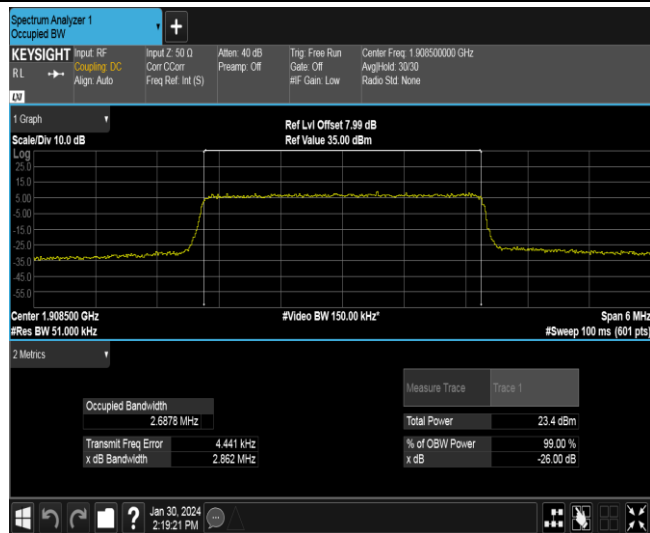 Spectrum Analyzer 1
Occupied BW
+
KEYSIGHT Input: RF Input Z: 50 Ω Atten: 40 dB Trig: Free Run Center Freq: 1.908500000 GHz
RL Coupling: DC Corr CCorr Preamp: Off Gate: Off Avg|Hold: 30/30
Align: Auto Freq Ref: Int (S) #IF Gain: Low Radio Std: None
LXI
1 Graph Ref Lvl Offset 7.99 dB
Scale/Div 10.0 dB Ref Value 35.00 dBm
Log
25.0
15.0
5.00
-5.00
-15.0
-25.0
-35.0
-45.0
-55.0
Center 1.908500 GHz #Video BW 150.00 kHz* Span 6 MHz
#Res BW 51.000 kHz #Sweep 100 ms (601 pts)
2 Metrics
Measure Trace Trace 1
Occupied Bandwidth
2.6878 MHz Total Power 23.4 dBm
Transmit Freq Error 4.441 kHz % of OBW Power 99.00 %
x dB Bandwidth 2.862 MHz x dB -26.00 dB
? Jan 30, 2024
2:19:21 PM